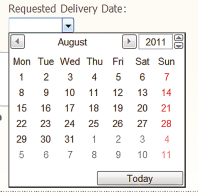 Requested Delivery Date:
August 2011
Mon Tue Wed Thu Fri Sat Sun
1 2 3 4 5 6 7
8 9 10 11 12 13 14
15 16 17 18 19 20 21
22 23 24 25 26 27 28
29 30 31 1 2 3 4
5 6 7 8 9 10 11
Today